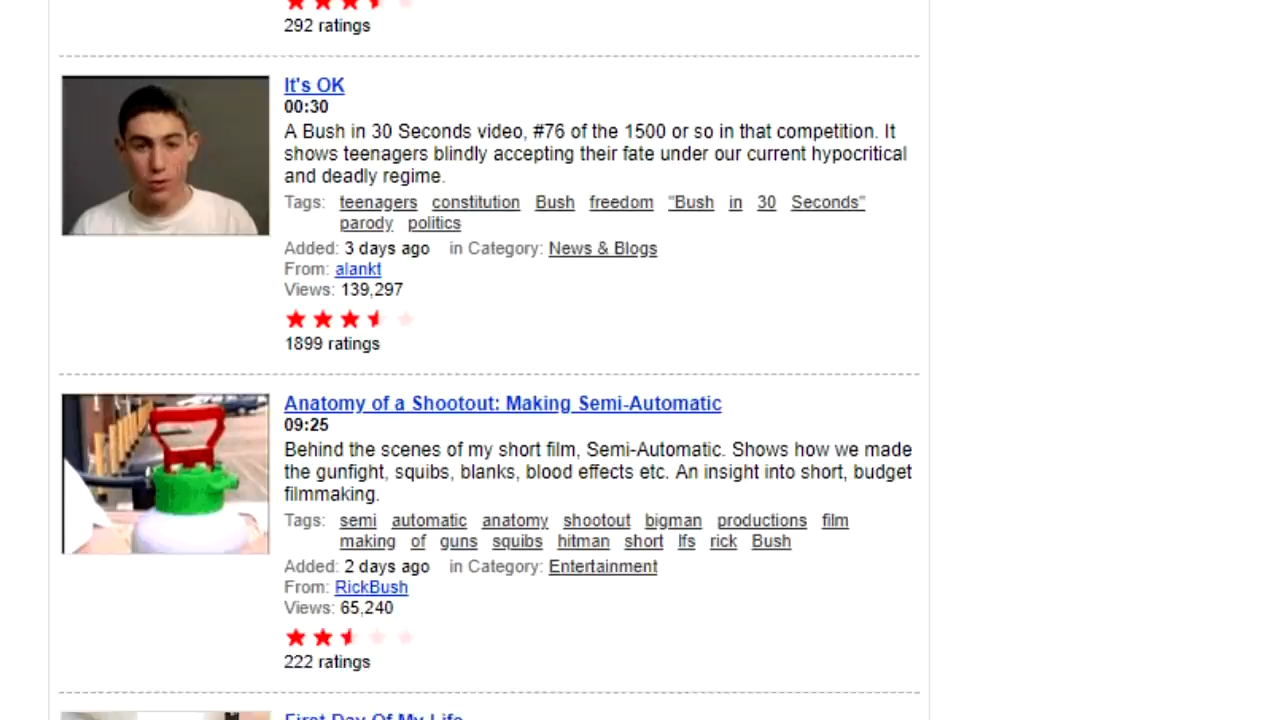 292 ratings
It's OK
00:30
A Bush in 30 Seconds video, #76 of the 1500 or so in that competition. It
shows teenagers blindly accepting their fate under our current hypocritical
and deadly regime.
Tags: teenagers constitution Bush freedom "Bush in 30 Seconds"
parody politics
Added: 3 days ago in Category: News & Blogs
From: alankt
Views: 139,297
1899 ratings
Anatomy of a Shootout: Making Semi-Automatic
09:25
Behind the scenes of my short film, Semi-Automatic. Shows how we made
the gunfight, squibs, blanks, blood effects etc. An insight into short, budget
filmmaking.
Tags: semi automatic anatomy shootout bigman productions film
making of guns squibs hitman short lfs rick Bush
Added: 2 days ago in Category: Entertainment
From: RickBush
Views: 65,240
222 ratings
First Day Of My Life